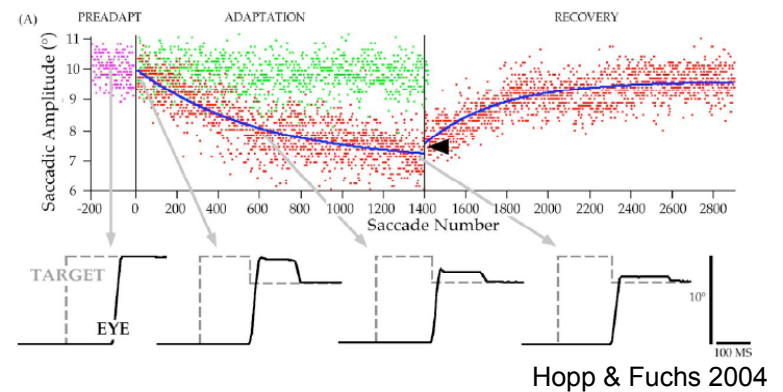 (A) PREADAPT ADAPTATION RECOVERY
Saccadic Amplitude (°)
11
10
9
8
7
6
-200 0 200 400 600 800 1000 1200 1400 1600 1800 2000 2200 2400 2600 2800
Saccade Number
TARGET
EYE
10°
100 MS
Hopp & Fuchs 2004